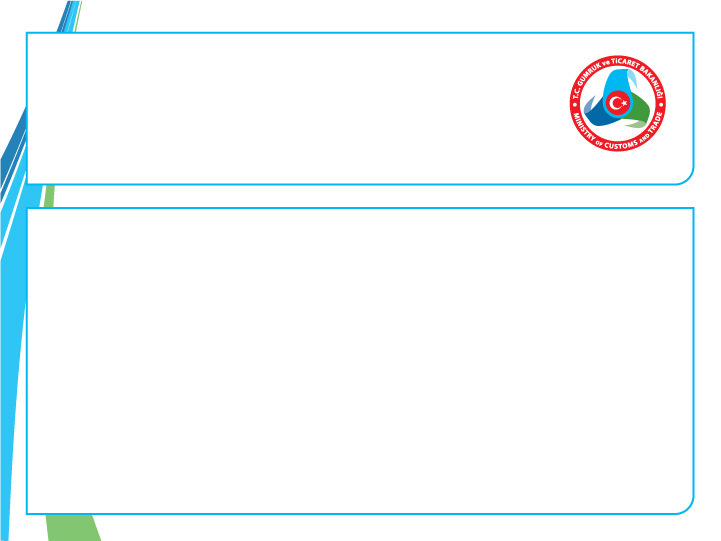 T.C. GÜMRÜK ve TİCARET BAKANLIĞI
MINISTRY OF CUSTOMS AND TRADE